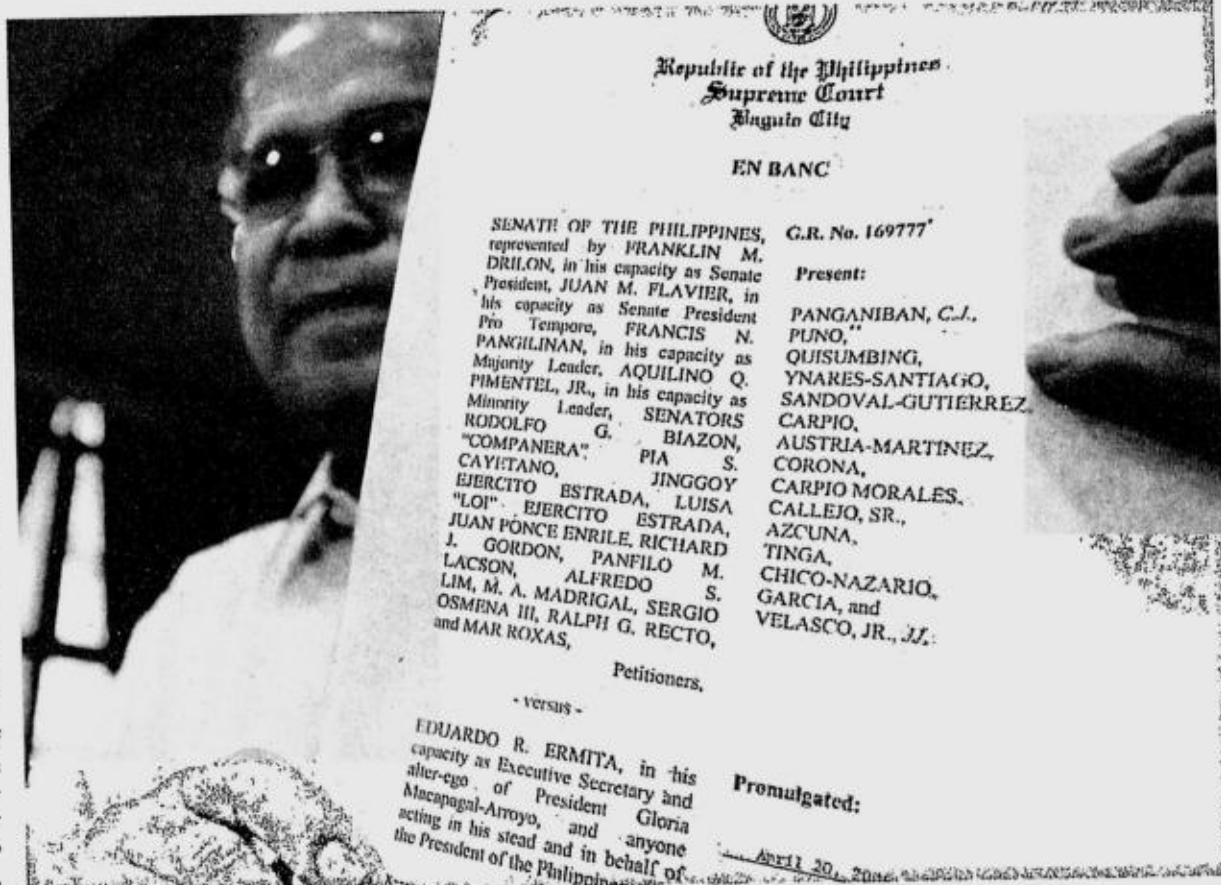 Republic of the Philippines
Supreme Court
Baguio City
EN BANC
SENATE OF THE PHILIPPINES,
represented by FRANKLIN M.
DRILON, in his capacity as Senate
President, JUAN M. FLAVIER, in
his capacity as Senate President
Pro Tempore, FRANCIS N.
PANGILINAN, in his capacity as
Majority Leader, AQUILINO Q.
PIMENTEL, JR., in his capacity as
Minority Leader, SENATORS
RODOLFO G. BIAZON,
"COMPANERA" PIA S.
CAYETANO, JINGGOY
EJERCITO ESTRADA, LUISA
"LOI" EJERCITO ESTRADA,
JUAN PONCE ENRILE, RICHARD
J. GORDON, PANFILO M.
LACSON, ALFREDO S.
LIM, M. A. MADRIGAL, SERGIO
OSMENA III, RALPH G. RECTO,
and MAR ROXAS,
Petitioners,
- versus -
EDUARDO R. ERMITA, in his
capacity as Executive Secretary and
alter-ego of President Gloria
Macapagal-Arroyo, and anyone
acting in his stead and in behalf of
the President of the Philippines
G.R. No. 169777*
Present:
PANGANIBAN, C.J.,
PUNO,**
QUISUMBING,
YNARES-SANTIAGO,
SANDOVAL-GUTIERREZ,
CARPIO,
AUSTRIA-MARTINEZ,
CORONA,
CARPIO MORALES,
CALLEJO, SR.,
AZCUNA,
TINGA,
CHICO-NAZARIO,
GARCIA, and
VELASCO, JR., JJ.
Promulgated:
April 20,